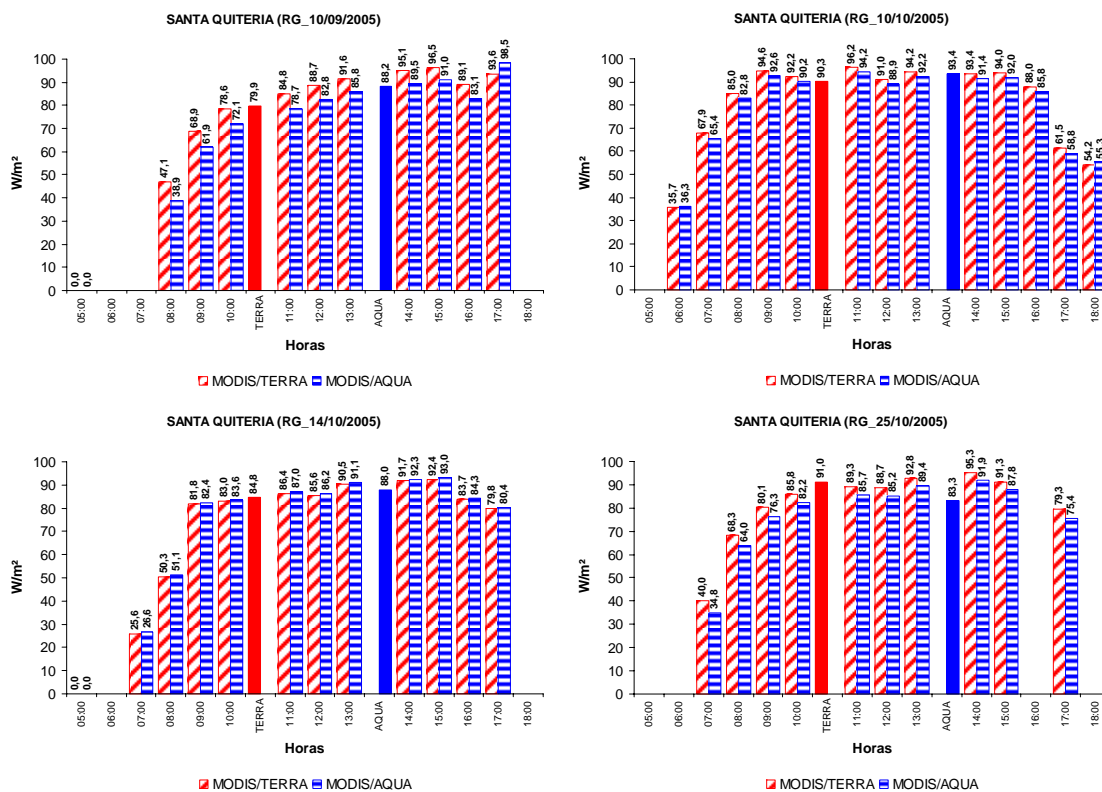 SANTA QUITERIA (RG_10/09/2005)
W/m²
100
90
80
70
60
50
40
30
20
10
0
0,0 0,0 47,1 38,9 68,9 61,9 78,6 72,1 79,9 84,8 78,7 88,7 82,8 91,6 85,8 88,2 95,1 89,5 96,5 91,0 89,1 83,1 93,6 98,5
05:00 06:00 07:00 08:00 09:00 10:00 TERRA 11:00 12:00 13:00 AQUA 14:00 15:00 16:00 17:00 18:00
Horas
MODIS/TERRA MODIS/AQUA
SANTA QUITERIA (RG_10/10/2005)
W/m²
100
90
80
70
60
50
40
30
20
10
0
35,7 36,3 67,9 65,4 85,0 82,8 94,6 92,6 92,2 90,2 90,3 96,2 94,2 91,0 88,9 94,2 92,2 93,4 93,4 91,4 94,0 92,0 88,0 85,8 61,5 58,8 54,2 55,3
05:00 06:00 07:00 08:00 09:00 10:00 TERRA 11:00 12:00 13:00 AQUA 14:00 15:00 16:00 17:00 18:00
Horas
MODIS/TERRA MODIS/AQUA
SANTA QUITERIA (RG_14/10/2005)
W/m²
100
90
80
70
60
50
40
30
20
10
0
0,0 0,0 25,6 26,6 50,3 51,1 81,8 82,4 83,0 83,6 84,8 86,4 87,0 85,6 86,2 90,5 91,1 88,0 91,7 92,3 92,4 93,0 83,7 84,3 79,8 80,4
05:00 06:00 07:00 08:00 09:00 10:00 TERRA 11:00 12:00 13:00 AQUA 14:00 15:00 16:00 17:00 18:00
Horas
MODIS/TERRA MODIS/AQUA
SANTA QUITERIA (RG_25/10/2005)
W/m²
100
90
80
70
60
50
40
30
20
10
0
40,0 34,8 68,3 64,0 80,1 76,3 85,8 82,2 91,0 89,3 85,7 88,7 85,2 92,8 89,4 83,3 95,3 91,9 91,3 87,8 79,3 75,4
05:00 06:00 07:00 08:00 09:00 10:00 TERRA 11:00 12:00 13:00 AQUA 14:00 15:00 16:00 17:00 18:00
Horas
MODIS/TERRA MODIS/AQUA